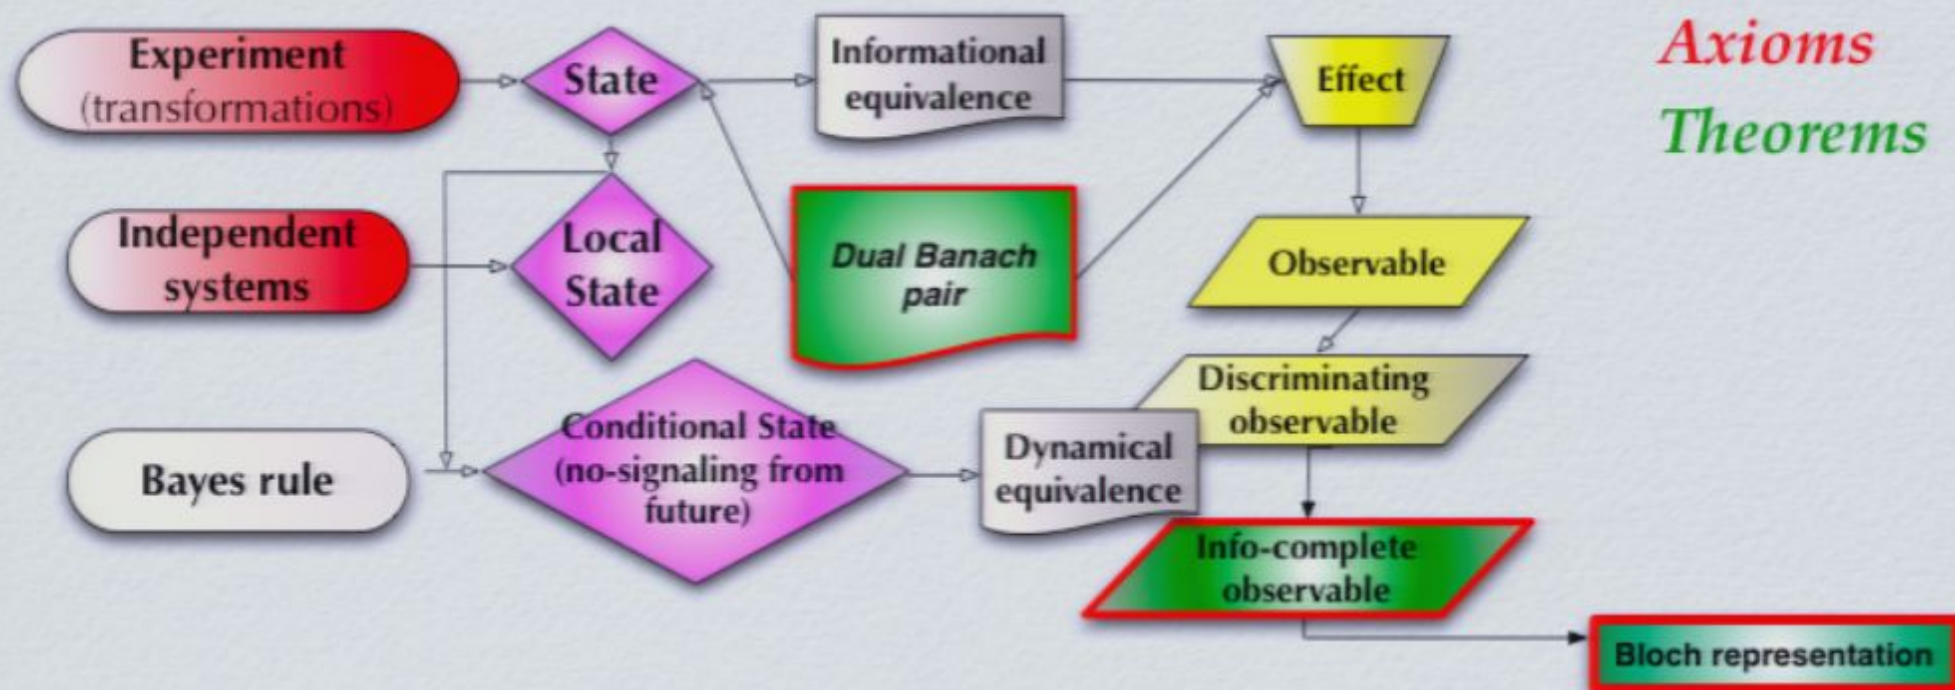 Experiment
(transformations)
State
Informational
equivalence
Effect
Axioms
Theorems
Independent
systems
Local
State
Dual Banach
pair
Observable
Discriminating
observable
Bayes rule
Conditional State
(no-signaling from
future)
Dynamical
equivalence
Info-complete
observable
Bloch representation